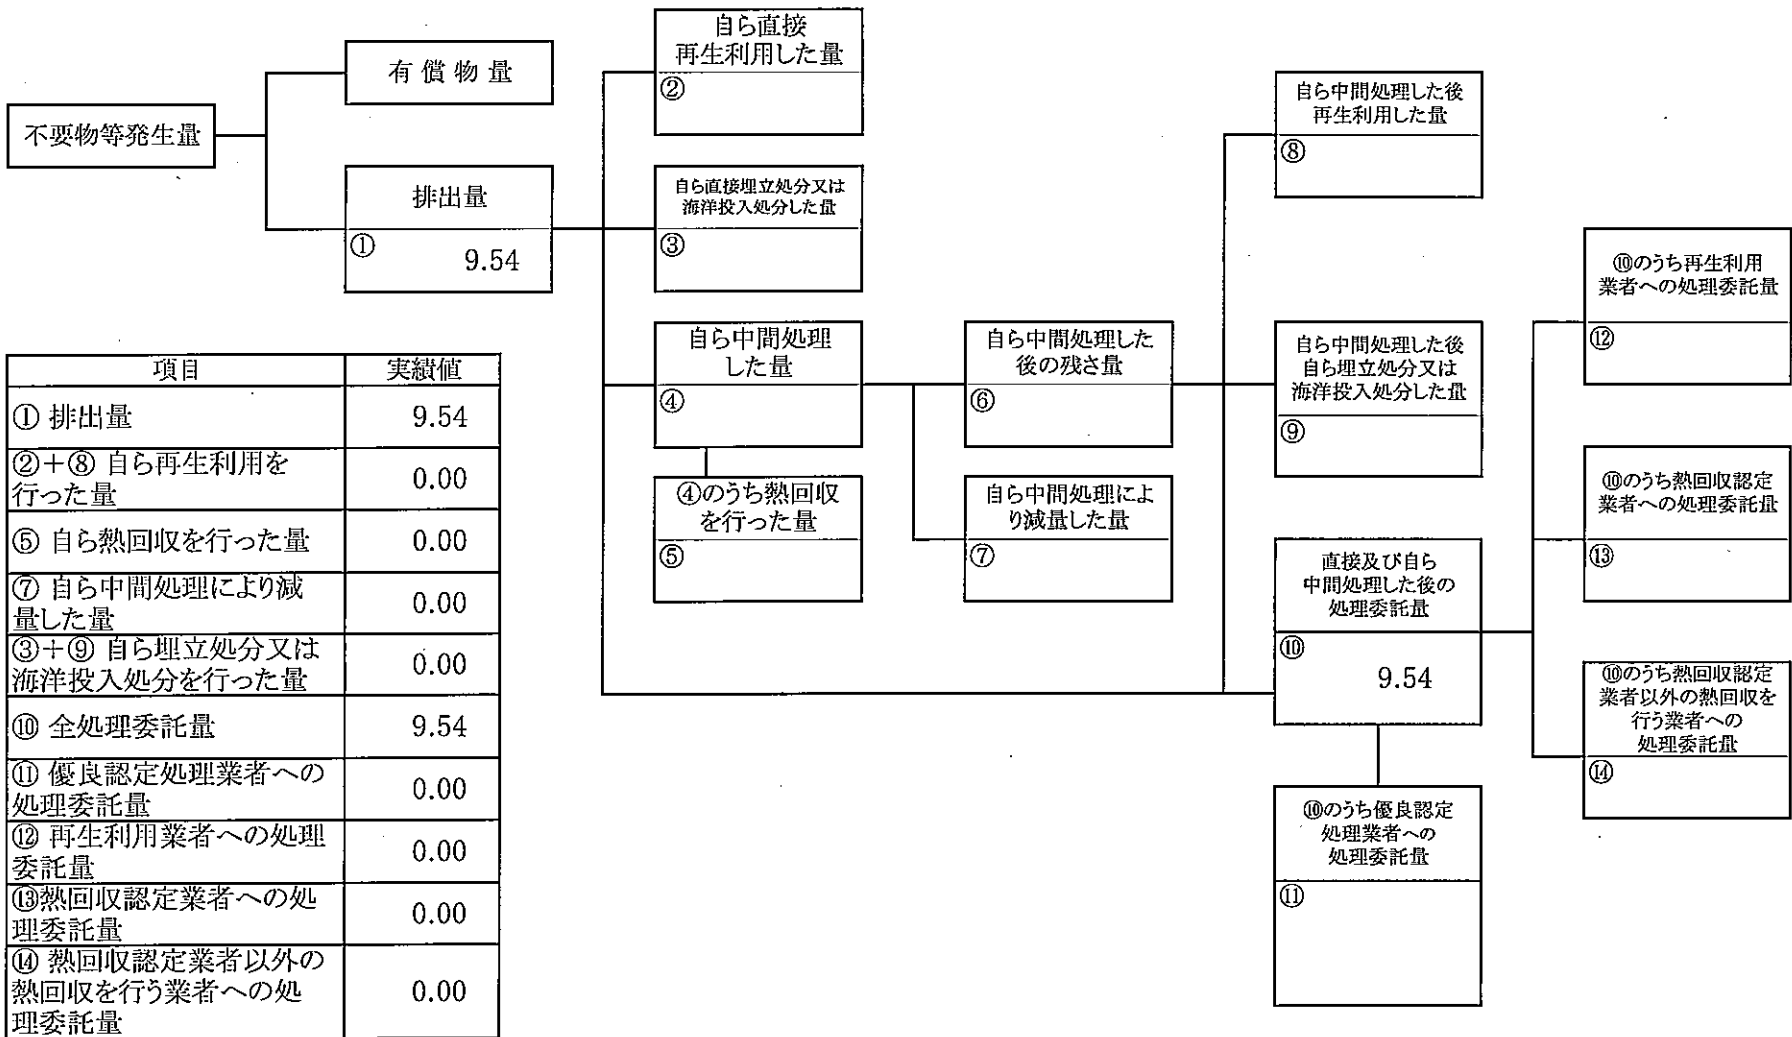 不要物等発生量
有償物量
排出量
①
9.54
自ら直接
再生利用した量
②
自ら直接埋立処分又は
海洋投入処分した量
③
自ら中間処理
した量
④
④のうち熱回収
を行った量
⑤
自ら中間処理した
後の残さ量
⑥
自ら中間処理によ
り減量した量
⑦
自ら中間処理した後
再生利用した量
⑧
自ら中間処理した後
自ら埋立処分又は
海洋投入処分した量
⑨
直接及び自ら
中間処理した後の
処理委託量
⑩
9.54
⑩のうち優良認定
処理業者への
処理委託量
⑪
⑩のうち再生利用
業者への処理委託量
⑫
⑩のうち熱回収認定
業者への処理委託量
⑬
⑩のうち熱回収認定
業者以外の熱回収を
行う業者への
処理委託量
⑭
項目 実績値
① 排出量 9.54
②+⑧ 自ら再生利用を
行った量 0.00
⑤ 自ら熱回収を行った量 0.00
⑦ 自ら中間処理により減
量した量 0.00
③+⑨ 自ら埋立処分又は
海洋投入処分を行った量 0.00
⑩ 全処理委託量 9.54
⑪ 優良認定処理業者への
処理委託量 0.00
⑫ 再生利用業者への処理
委託量 0.00
⑬熱回収認定業者への処
理委託量 0.00
⑭ 熱回収認定業者以外の
熱回収を行う業者への処
理委託量 0.00